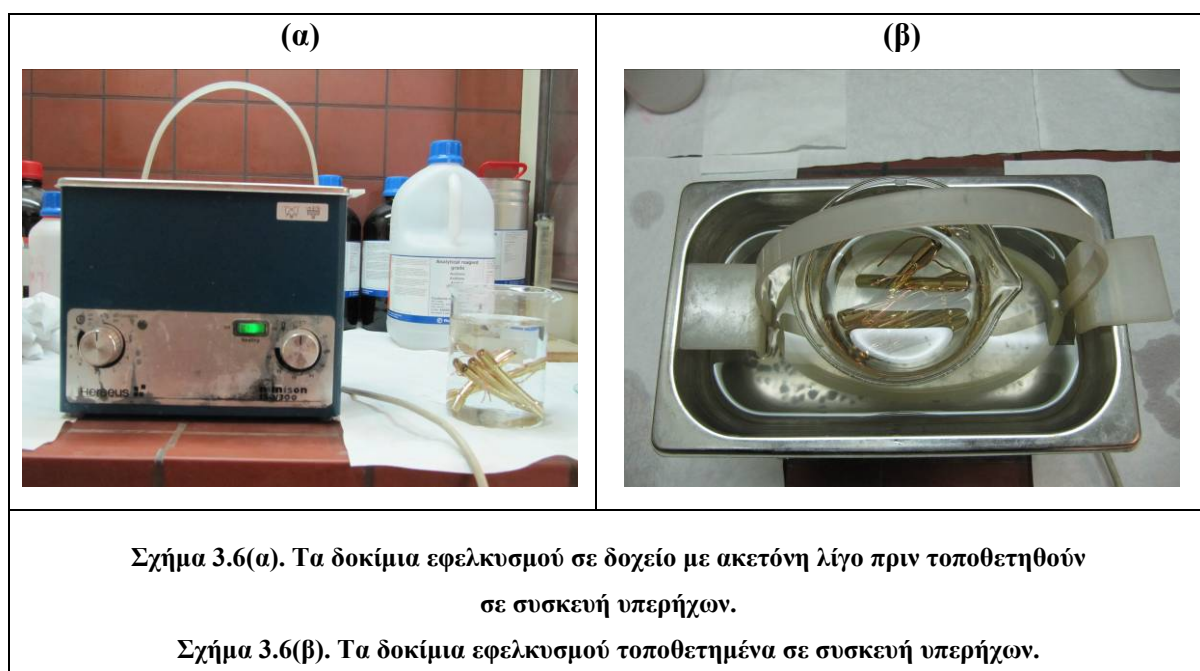 (α)
(β)
Analytical reagent
grade
Heraeus
Σχήμα 3.6(α). Τα δοκίμια εφελκυσμού σε δοχείο με ακετόνη λίγο πριν τοποθετηθούν
σε συσκευή υπερήχων.
Σχήμα 3.6(β). Τα δοκίμια εφελκυσμού τοποθετημένα σε συσκευή υπερήχων.